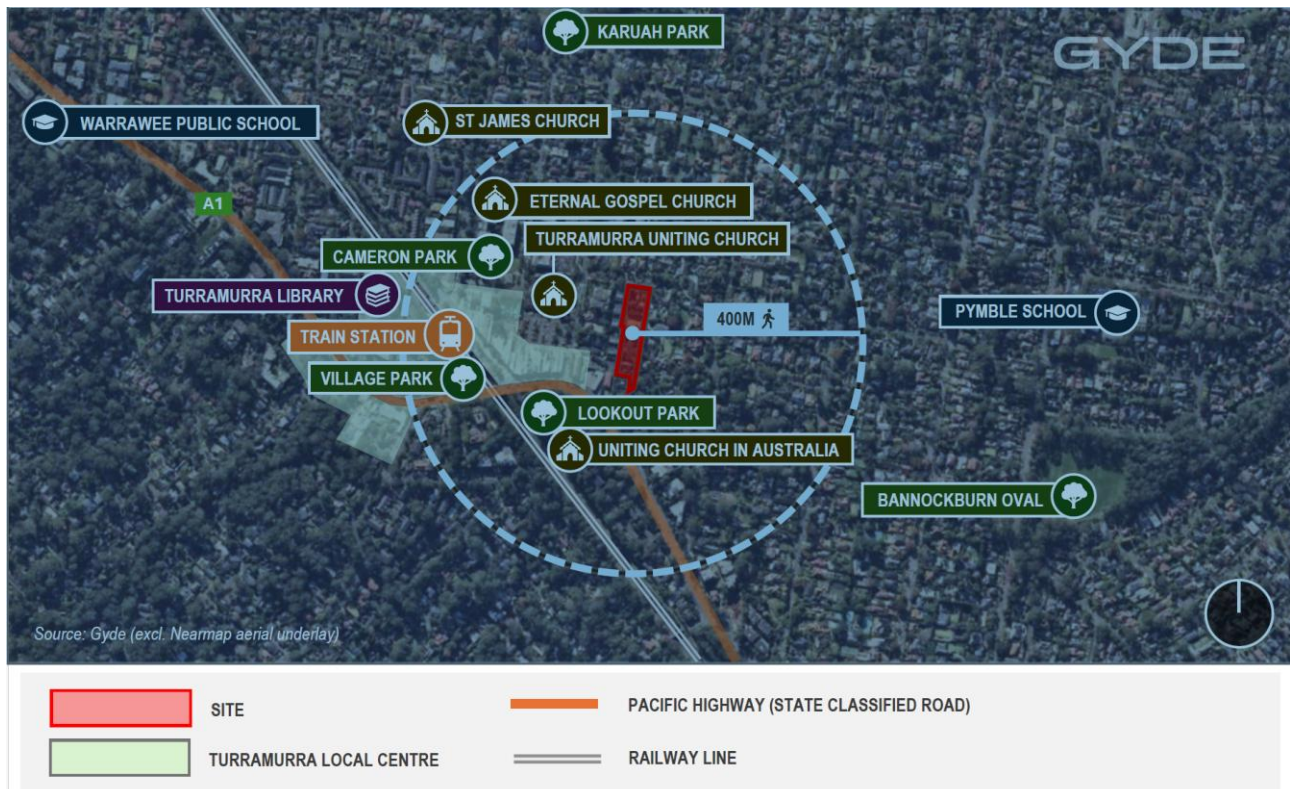 KARUAH PARK
GYDE
WARRAWEE PUBLIC SCHOOL
ST JAMES CHURCH
A1
ETERNAL GOSPEL CHURCH
TURRAMURRA UNITING CHURCH
CAMERON PARK
TURRAMURRA LIBRARY
400M
PYMBLE SCHOOL
TRAIN STATION
VILLAGE PARK
LOOKOUT PARK
UNITING CHURCH IN AUSTRALIA
BANNOCKBURN OVAL
Source: Gyde (excl. Nearmap aerial underlay)
SITE
PACIFIC HIGHWAY (STATE CLASSIFIED ROAD)
TURRAMURRA LOCAL CENTRE
RAILWAY LINE